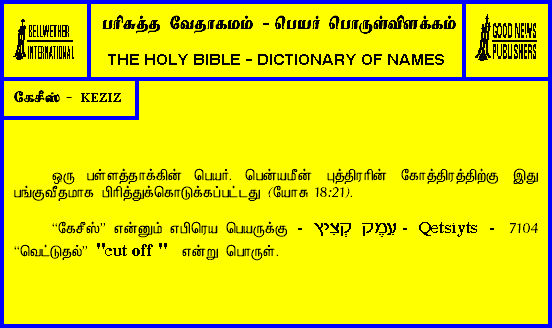 BELLWETHER
INTERNATIONAL
பரிசுத்த வேதாகமம் - பெயர் பொருள்விளக்கம்
THE HOLY BIBLE - DICTIONARY OF NAMES
GOOD NEWS
PUBLISHERS
கேசீஸ் - KEZIZ
ஒரு பள்ளத்தாக்கின் பெயர். பென்யமீன் புத்திரரின் கோத்திரத்திற்கு இது
பங்குவீதமாக பிரித்துக்கொடுக்கப்பட்டது (யோசு 18:21).
“கேசீஸ்” என்னும் எபிரெய பெயருக்கு - עֵמֶק קְצִיץ - Qetsiyts - 7104
“வெட்டுதல்” "cut off " என்று பொருள்.